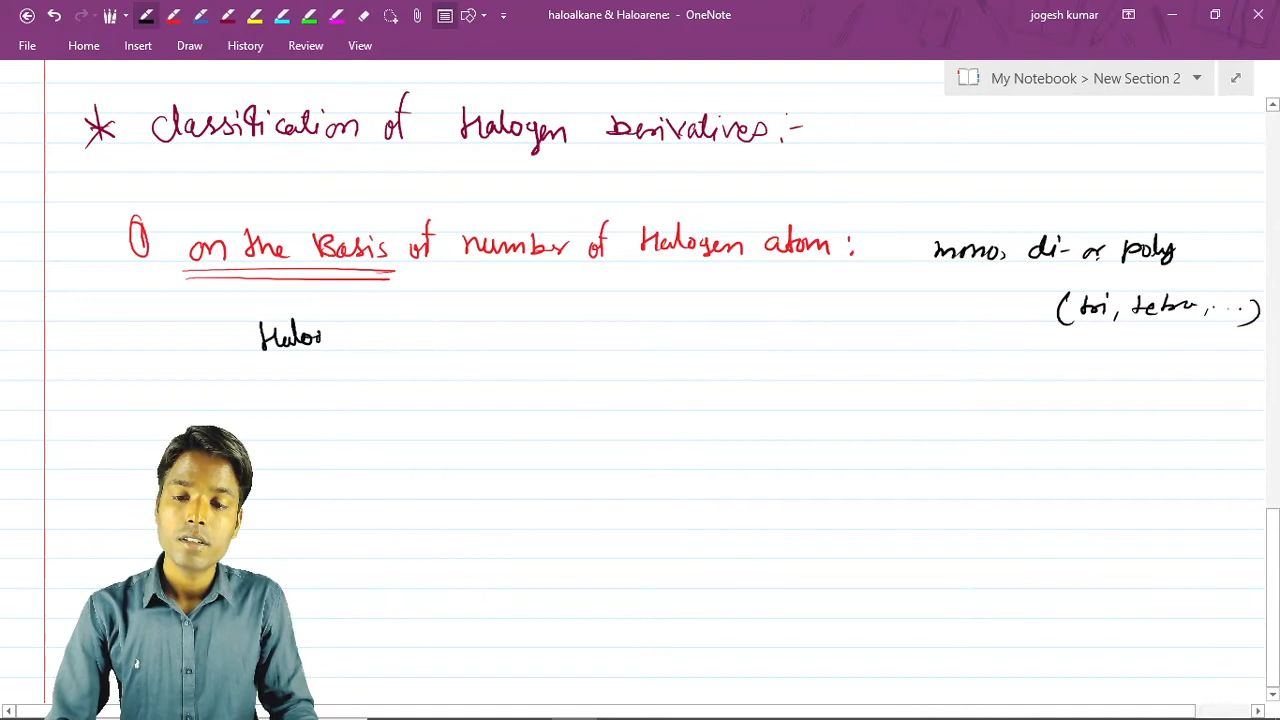 haloalkane & Haloarene: - OneNote
jogesh kumar
File Home Insert Draw History Review View
My Notebook > New Section 2
* Classification of Halogen Derivatives :-
① on the Basis of number of Halogen atom :
mono, di- or poly
(tri, tetra, ...)
Haloa